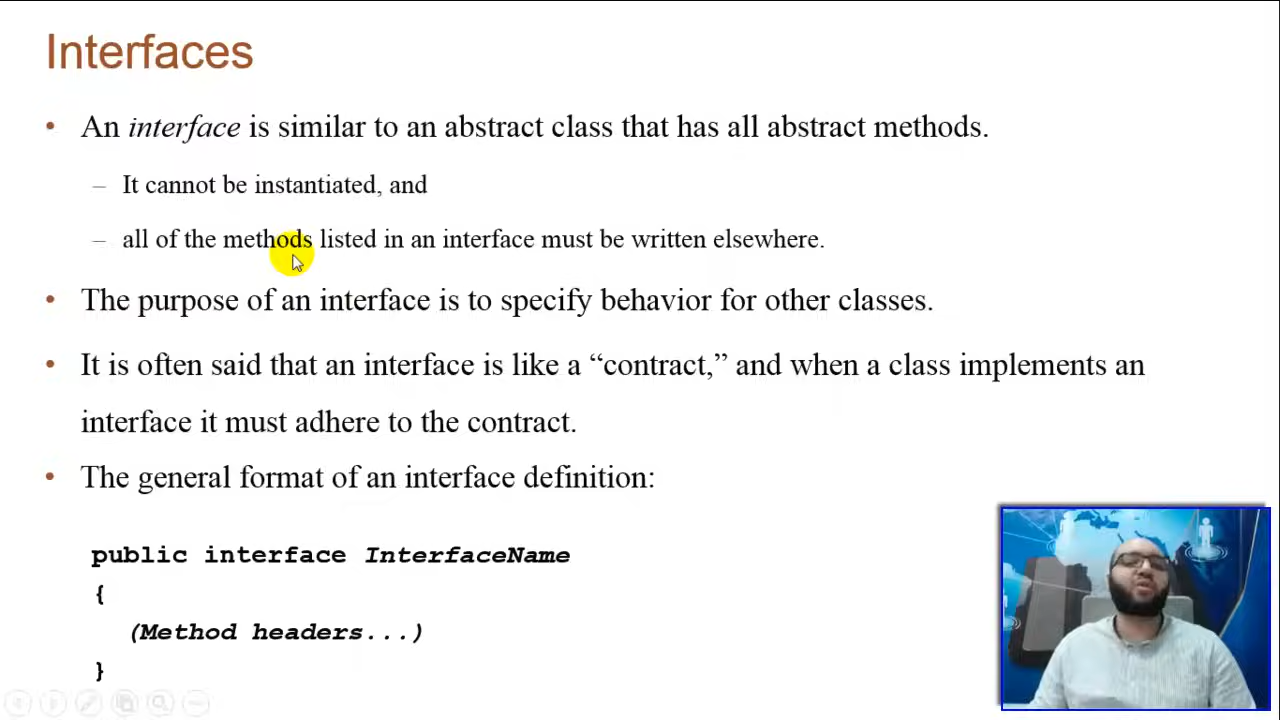 Interfaces
• An interface is similar to an abstract class that has all abstract methods.
– It cannot be instantiated, and
– all of the methods listed in an interface must be written elsewhere.
• The purpose of an interface is to specify behavior for other classes.
• It is often said that an interface is like a “contract,” and when a class implements an
interface it must adhere to the contract.
• The general format of an interface definition:
public interface InterfaceName
{
(Method headers...)
}